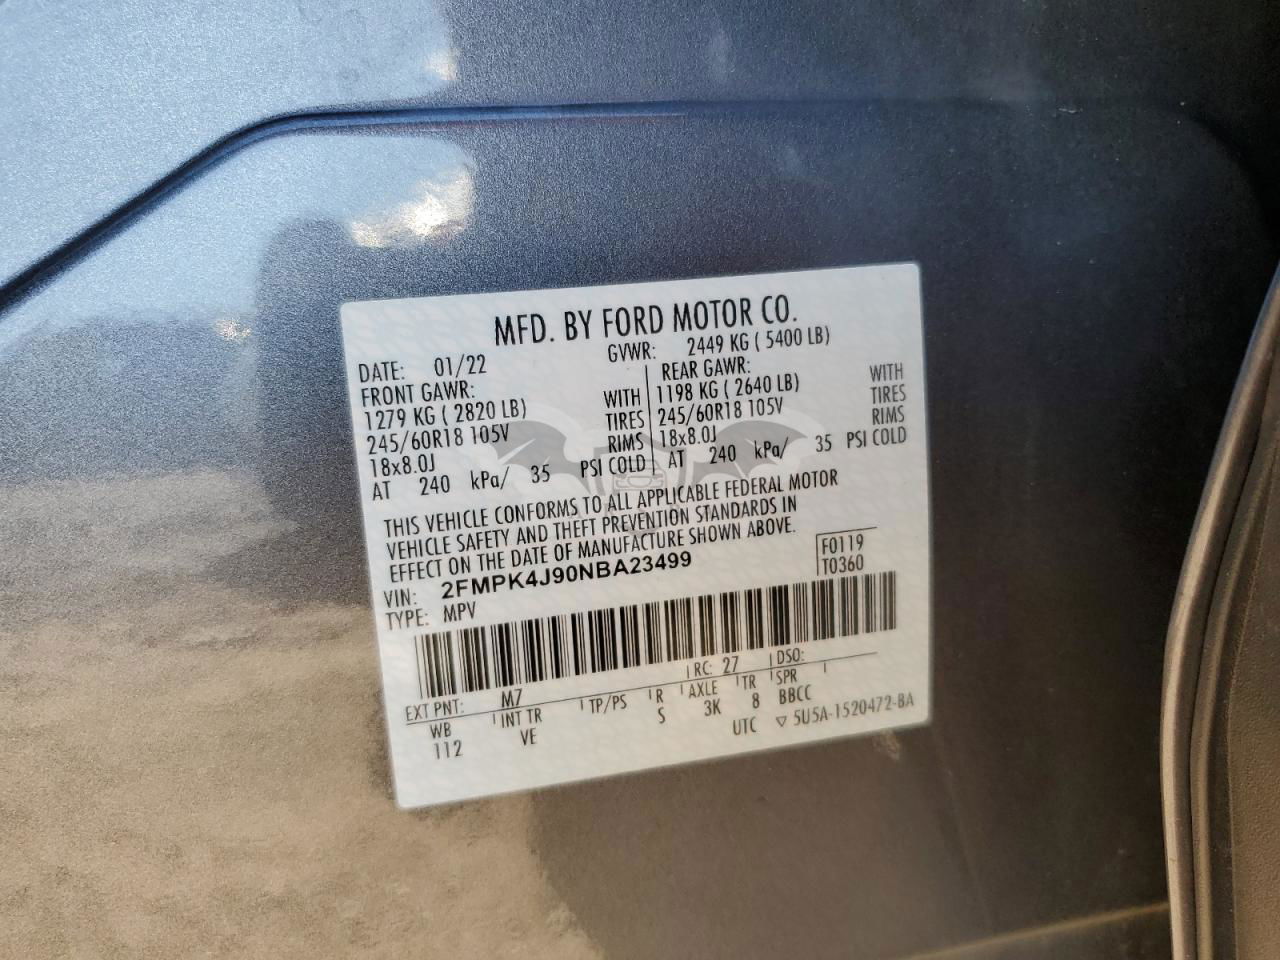 MFD. BY FORD MOTOR CO.
DATE: 01/22 GVWR: 2449 KG ( 5400 LB)
FRONT GAWR: REAR GAWR:
1279 KG ( 2820 LB) WITH 1198 KG ( 2640 LB) WITH
245/60R18 105V TIRES 245/60R18 105V TIRES
18x8.0J RIMS 18x8.0J RIMS
AT 240 kPa/ 35 PSI COLD AT 240 kPa/ 35 PSI COLD
THIS VEHICLE CONFORMS TO ALL APPLICABLE FEDERAL MOTOR
VEHICLE SAFETY AND THEFT PREVENTION STANDARDS IN
EFFECT ON THE DATE OF MANUFACTURE SHOWN ABOVE.
VIN: 2FMPK4J90NBA23499 F0119
TYPE: MPV T0360
EXT PNT: M7 RC: 27 DSO:
WB INT TR TP/PS R AXLE TR SPR
112 VE S 3K 8 BBCC
UTC ▽ 5U5A-1520472-BA